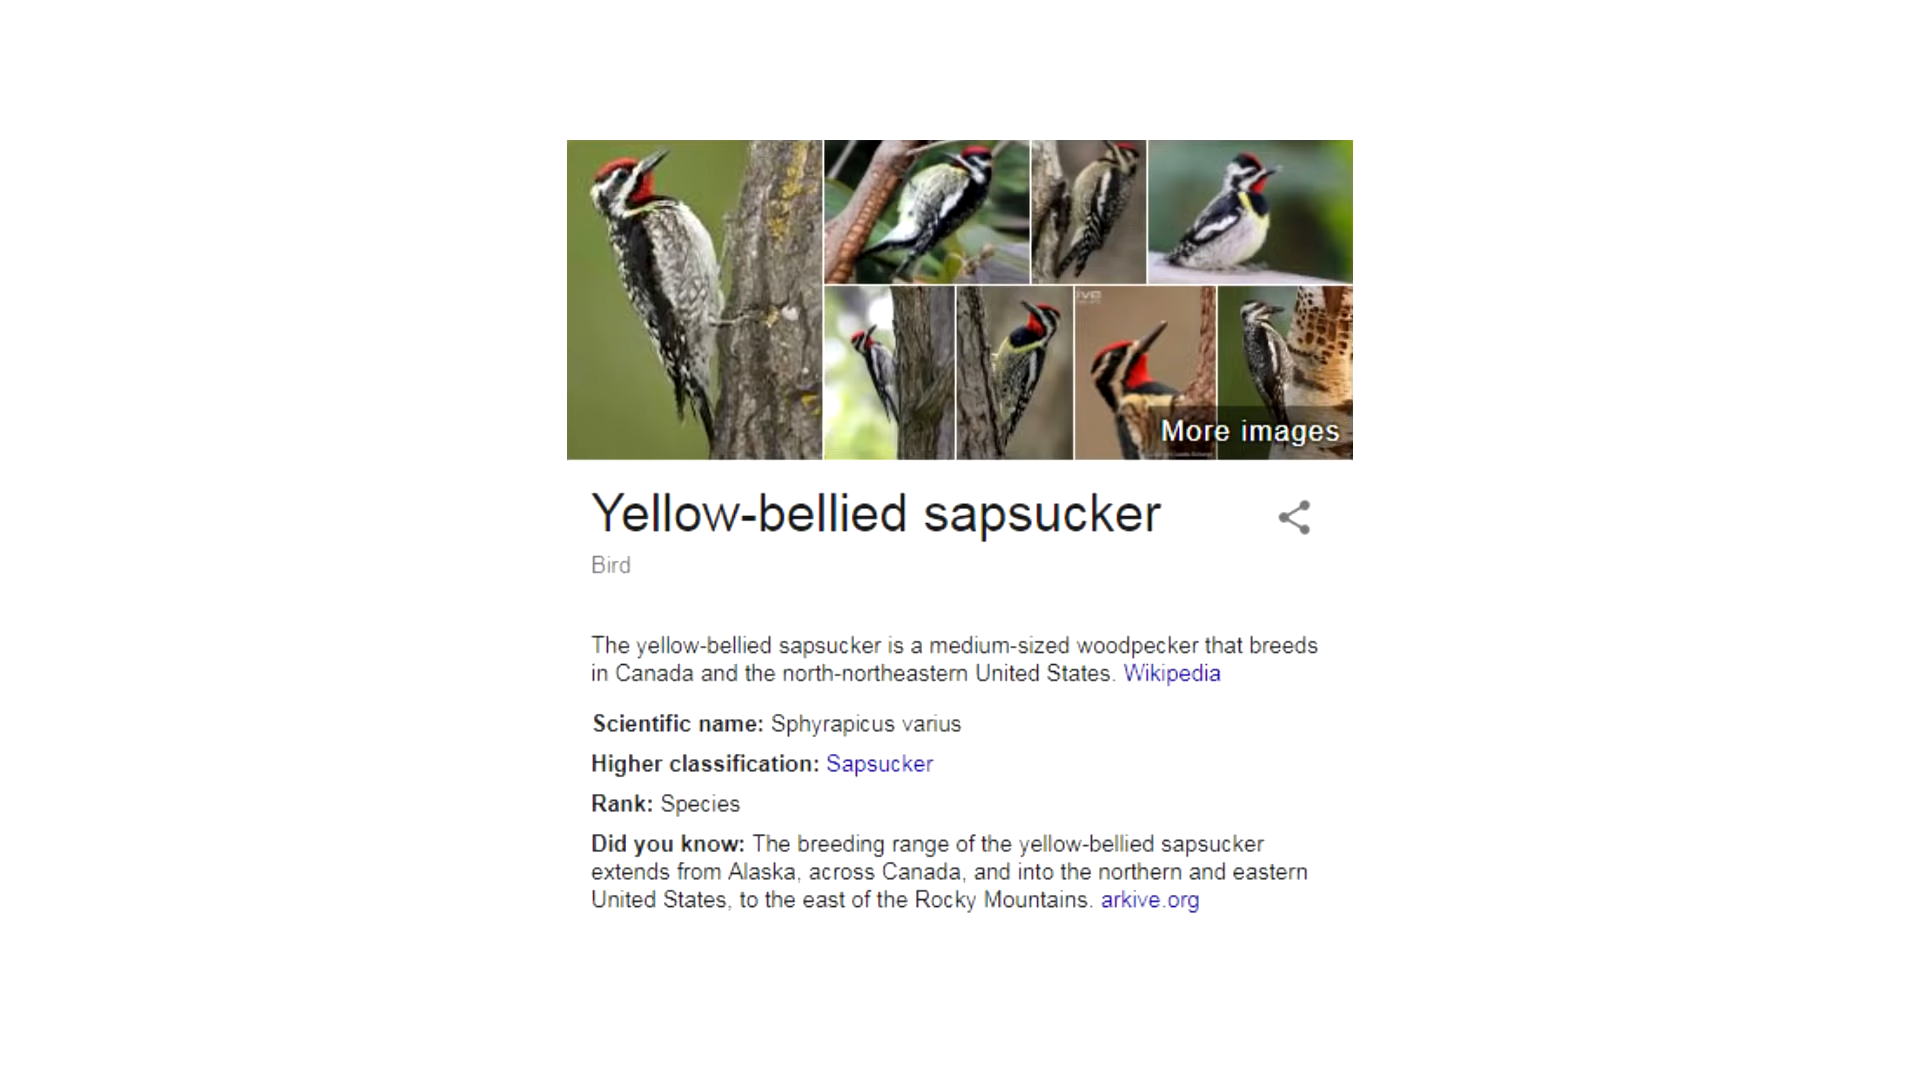 More images
Yellow-bellied sapsucker
Bird
The yellow-bellied sapsucker is a medium-sized woodpecker that breeds
in Canada and the north-northeastern United States. Wikipedia
Scientific name: Sphyrapicus varius
Higher classification: Sapsucker
Rank: Species
Did you know: The breeding range of the yellow-bellied sapsucker
extends from Alaska, across Canada, and into the northern and eastern
United States, to the east of the Rocky Mountains. arkive.org